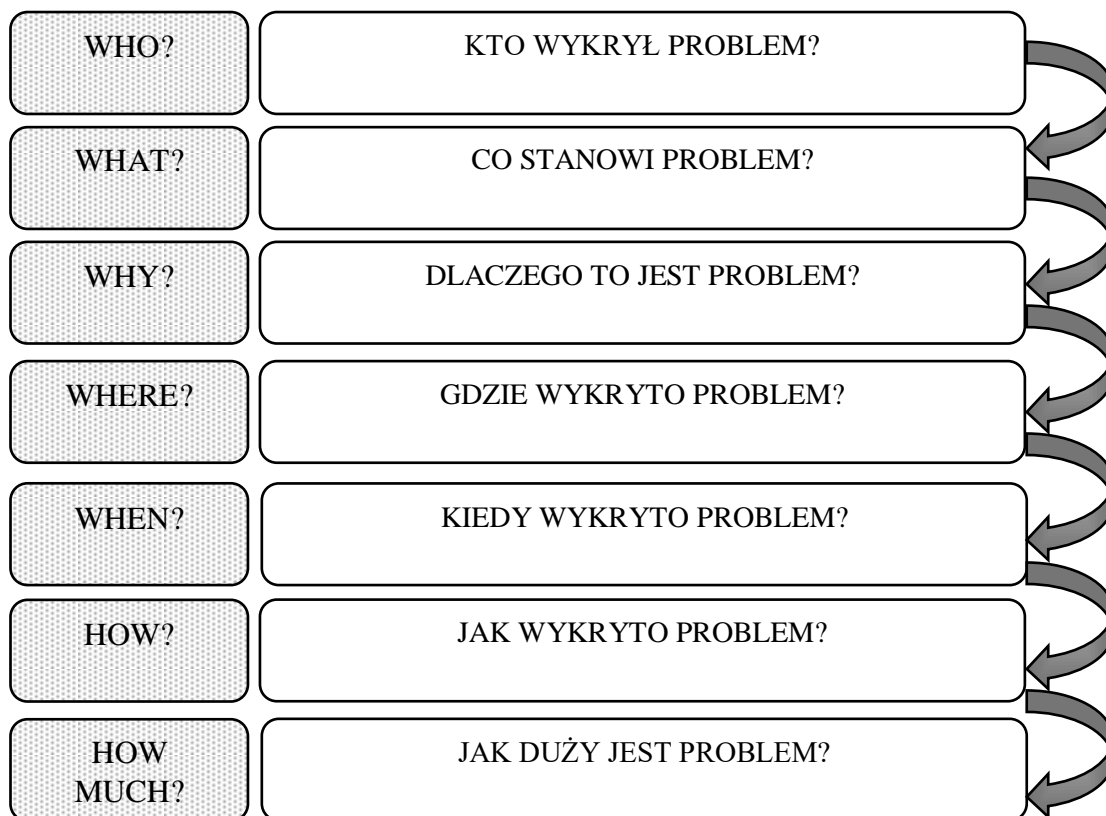 WHO?
KTO WYKRYŁ PROBLEM?
WHAT?
CO STANOWI PROBLEM?
WHY?
DLACZEGO TO JEST PROBLEM?
WHERE?
GDZIE WYKRYTO PROBLEM?
WHEN?
KIEDY WYKRYTO PROBLEM?
HOW?
JAK WYKRYTO PROBLEM?
HOW
MUCH?
JAK DUŻY JEST PROBLEM?